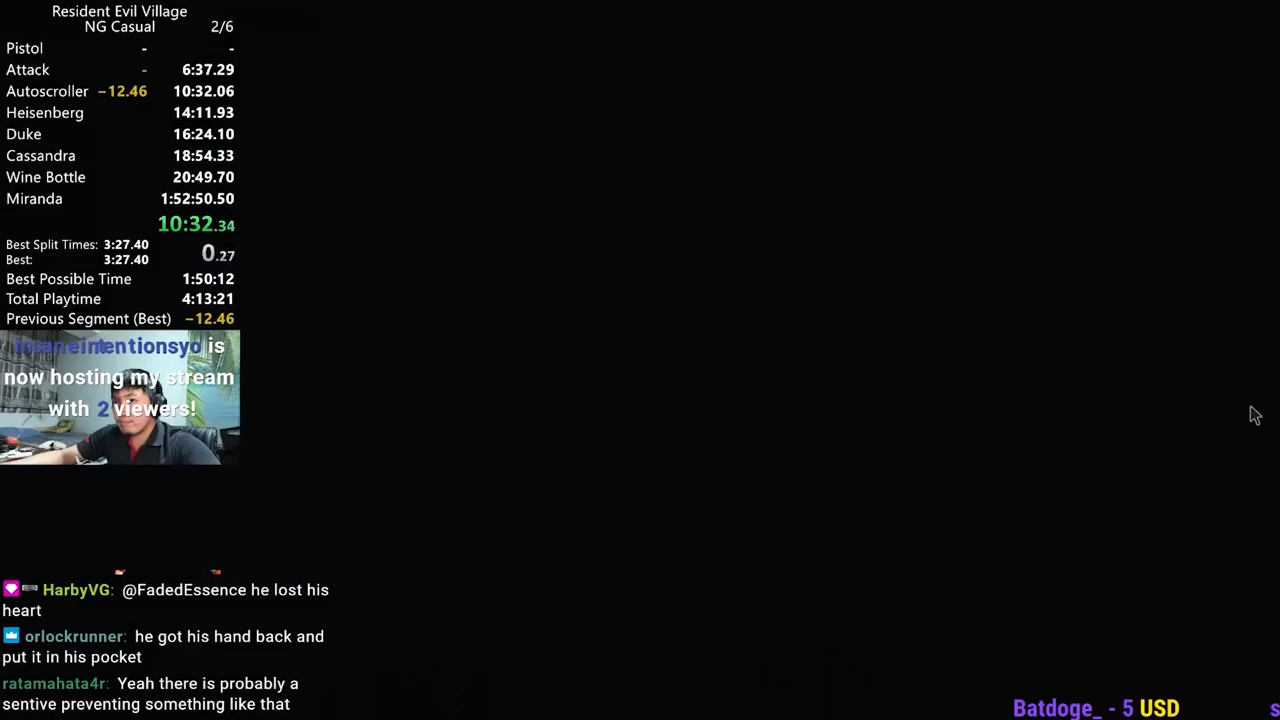 Resident Evil Village
NG Casual 2/6
Pistol - -
Attack - 6:37.29
Autoscroller −12.46 10:32.06
Heisenberg 14:11.93
Duke 16:24.10
Cassandra 18:54.33
Wine Bottle 20:49.70
Miranda 1:52:50.50
10:32.34
Best Split Times: 3:27.40
Best: 3:27.40
0.27
Best Possible Time 1:50:12
Total Playtime 4:13:21
Previous Segment (Best) −12.46
insaneintentionsyo is
now hosting my stream
with 2 viewers!
HarbyVG: @FadedEssence he lost his
heart
orlockrunner: he got his hand back and
put it in his pocket
ratamahata4r: Yeah there is probably a
sentive preventing something like that
Batdoge_ - 5 USD s